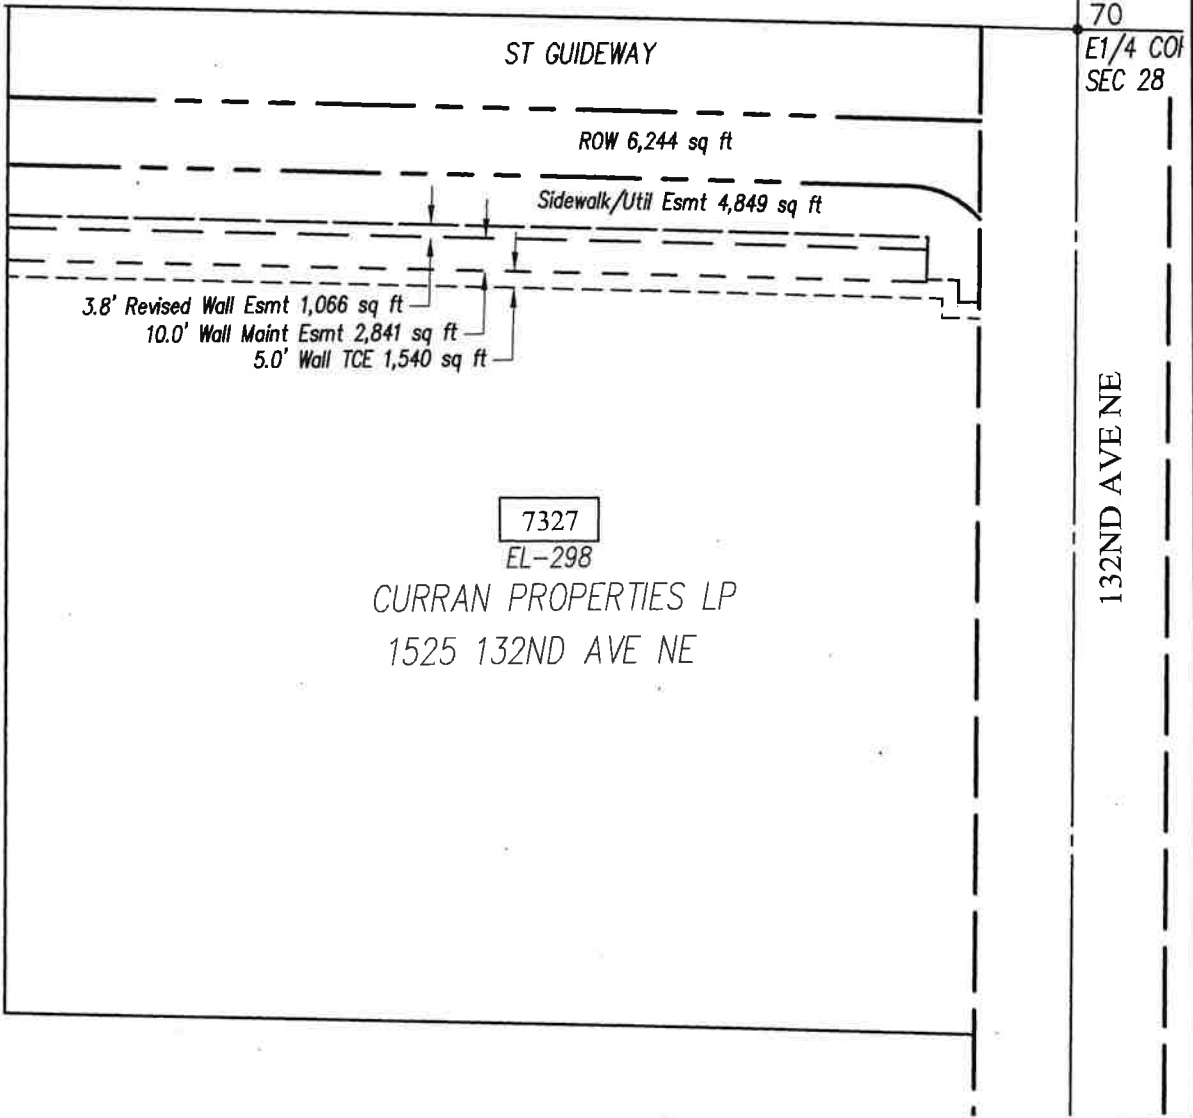 70
E1/4 CO
SEC 28
ST GUIDEWAY
ROW 6,244 sq ft
Sidewalk/Util Esmt 4,849 sq ft
3.8' Revised Wall Esmt 1,066 sq ft
10.0' Wall Maint Esmt 2,841 sq ft
5.0' Wall TCE 1,540 sq ft
132ND AVE NE
7327
EL-298
CURRAN PROPERTIES LP
1525 132ND AVE NE